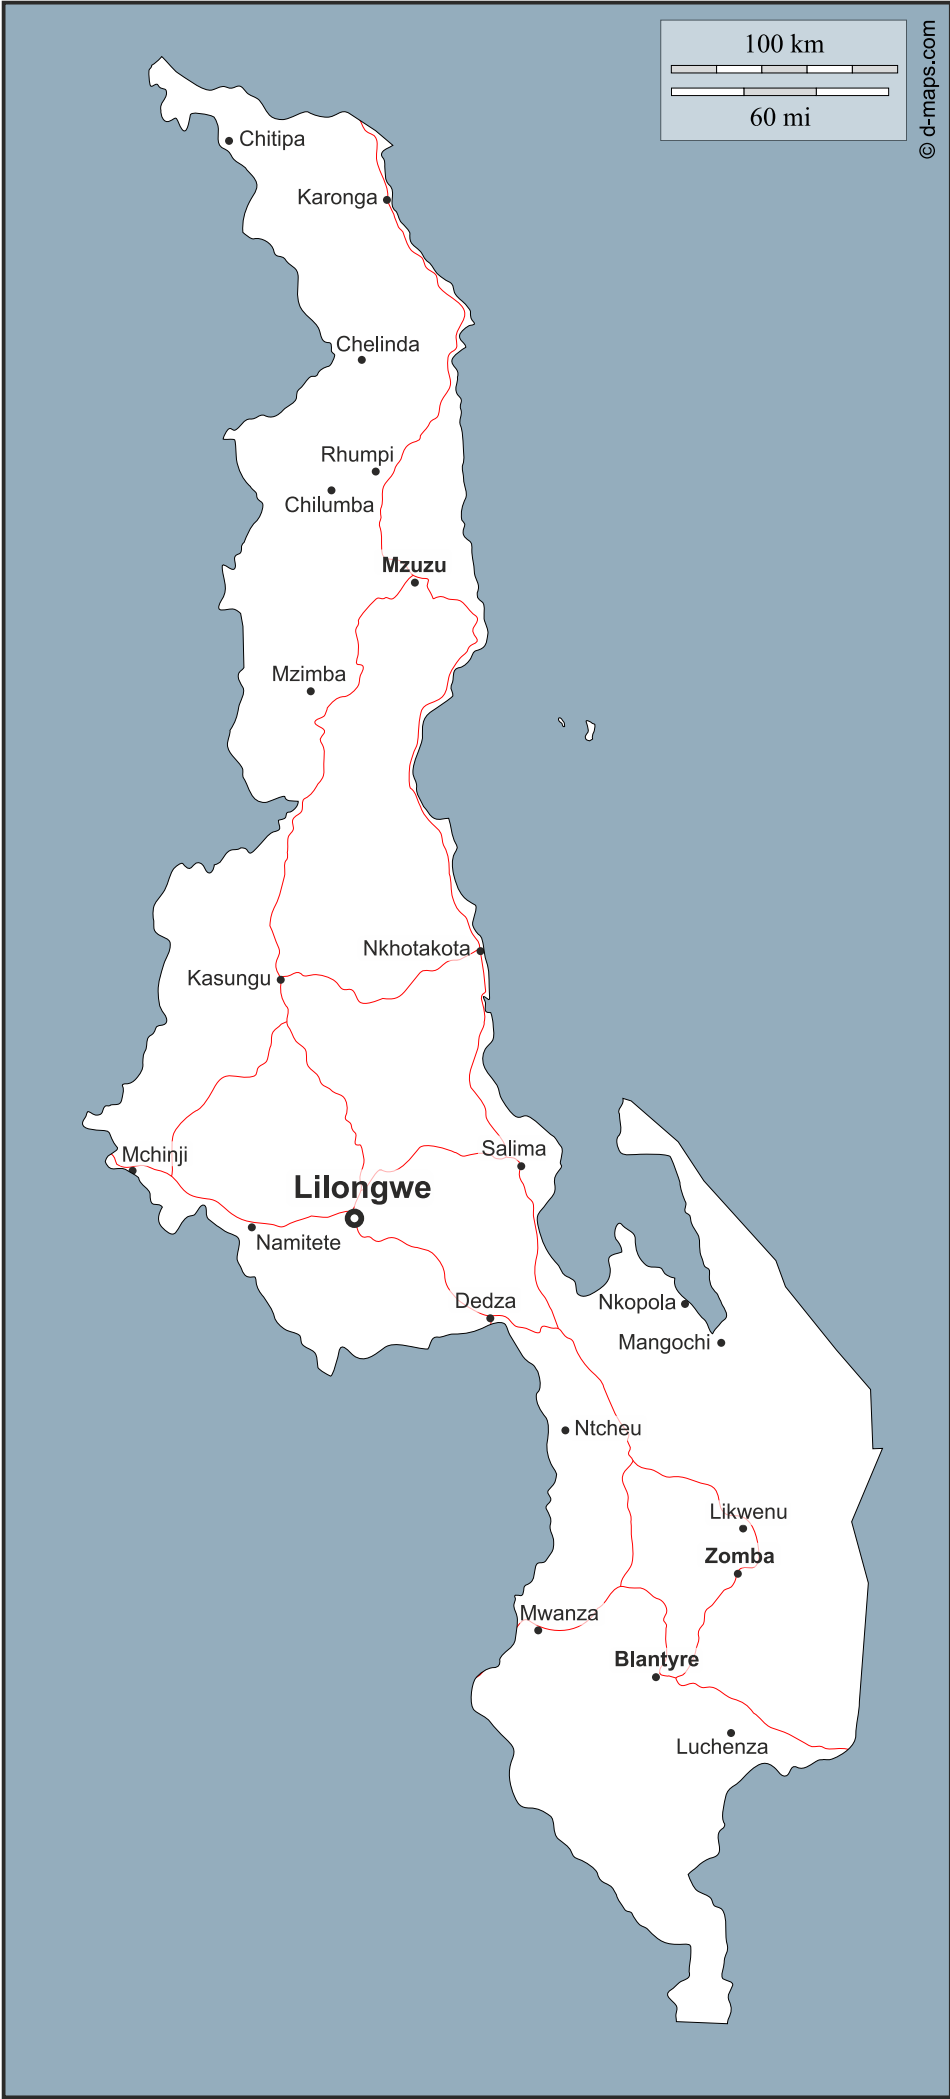 100 km
60 mi
© d-maps.com
Chitipa
Karonga
Chelinda
Rhumpi
Chilumba
Mzuzu
Mzimba
Nkhotakota
Kasungu
Salima
Mchinji
Lilongwe
Namitete
Dedza
Nkopola
Mangochi
Ntcheu
Likwenu
Zomba
Mwanza
Blantyre
Luchenza